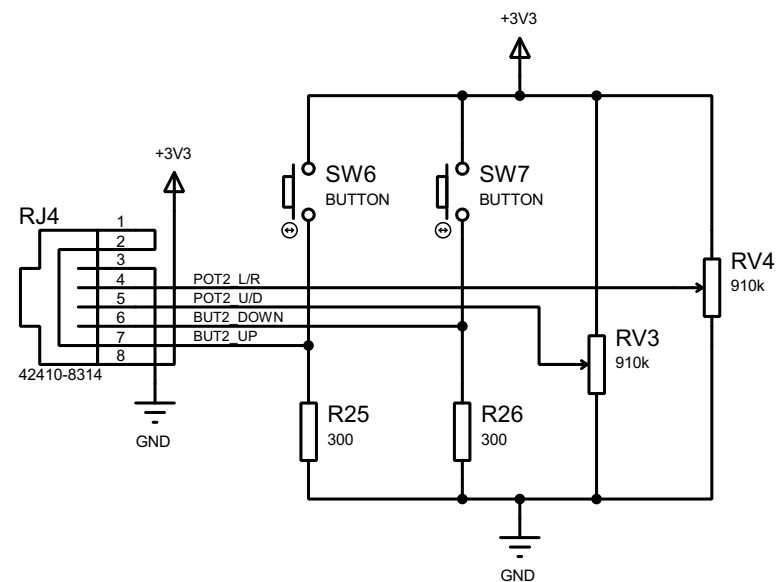 +3V3
+3V3
RJ4
1
2
3
4
5
6
7
8
POT2_L/R
POT2_U/D
BUT2_DOWN
BUT2_UP
42410-8314
GND
SW6
BUTTON
SW7
BUTTON
RV4
910k
RV3
910k
R25
300
R26
300
GND